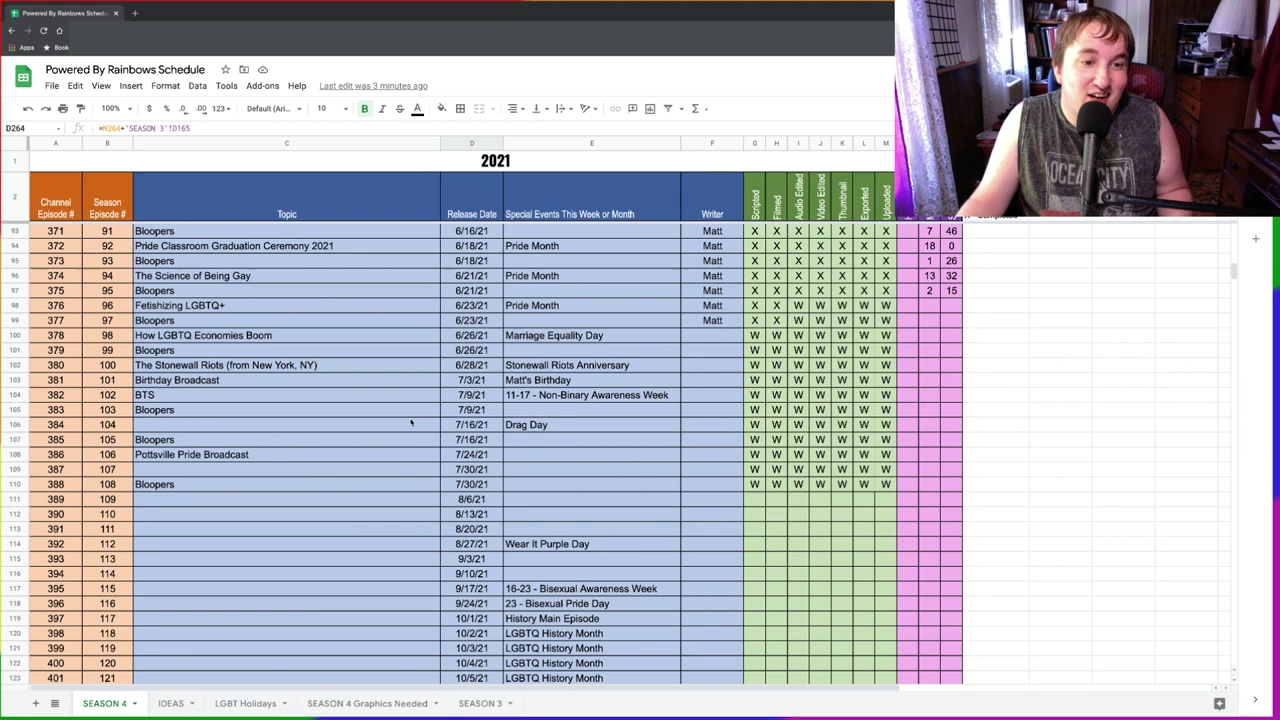 Powered By Rainbows Schedul
Apps Book
Powered By Rainbows Schedule
File Edit View Insert Format Data Tools Add-ons Help Last edit was 3 minutes ago
100% $ % .0 .00 123 Default (Ari... 10 B I S A
D264 fx =N264+'SEASON 3'!D165
A B C D E F G H I J K L M
1 2021
2 Channel Episode # Season Episode # Topic Release Date Special Events This Week or Month Writer Scripted Filmed Audio Edited Video Edited Thumbnail Exported Uploaded
93 371 91 Bloopers 6/16/21 Matt X X X X X X X 7 46
94 372 92 Pride Classroom Graduation Ceremony 2021 6/18/21 Pride Month Matt X X X X X X X 18 0
95 373 93 Bloopers 6/18/21 Matt X X X X X X X 1 26
96 374 94 The Science of Being Gay 6/21/21 Pride Month Matt X X X X X X X 13 32
97 375 95 Bloopers 6/21/21 Matt X X X X X X X 2 15
98 376 96 Fetishizing LGBTQ+ 6/23/21 Pride Month Matt X X W W W W W
99 377 97 Bloopers 6/23/21 Matt X X W W W W W
100 378 98 How LGBTQ Economies Boom 6/26/21 Marriage Equality Day W W W W W W W
101 379 99 Bloopers 6/26/21 W W W W W W W
102 380 100 The Stonewall Riots (from New York, NY) 6/28/21 Stonewall Riots Anniversary W W W W W W W
103 381 101 Birthday Broadcast 7/3/21 Matt's Birthday W W W W W W W
104 382 102 BTS 7/9/21 11-17 - Non-Binary Awareness Week W W W W W W W
105 383 103 Bloopers 7/9/21 W W W W W W W
106 384 104 7/16/21 Drag Day W W W W W W W
107 385 105 Bloopers 7/16/21 W W W W W W W
108 386 106 Pottsville Pride Broadcast 7/24/21 W W W W W W W
109 387 107 7/30/21 W W W W W W W
110 388 108 Bloopers 7/30/21 W W W W W W W
111 389 109 8/6/21
112 390 110 8/13/21
113 391 111 8/20/21
114 392 112 8/27/21 Wear It Purple Day
115 393 113 9/3/21
116 394 114 9/10/21
117 395 115 9/17/21 16-23 - Bisexual Awareness Week
118 396 116 9/24/21 23 - Bisexual Pride Day
119 397 117 10/1/21 History Main Episode
120 398 118 10/2/21 LGBTQ History Month
121 399 119 10/3/21 LGBTQ History Month
122 400 120 10/4/21 LGBTQ History Month
123 401 121 10/5/21 LGBTQ History Month
SEASON 4 IDEAS LGBT Holidays SEASON 4 Graphics Needed SEASON 3